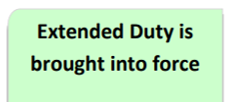 Extended Duty is
brought into force